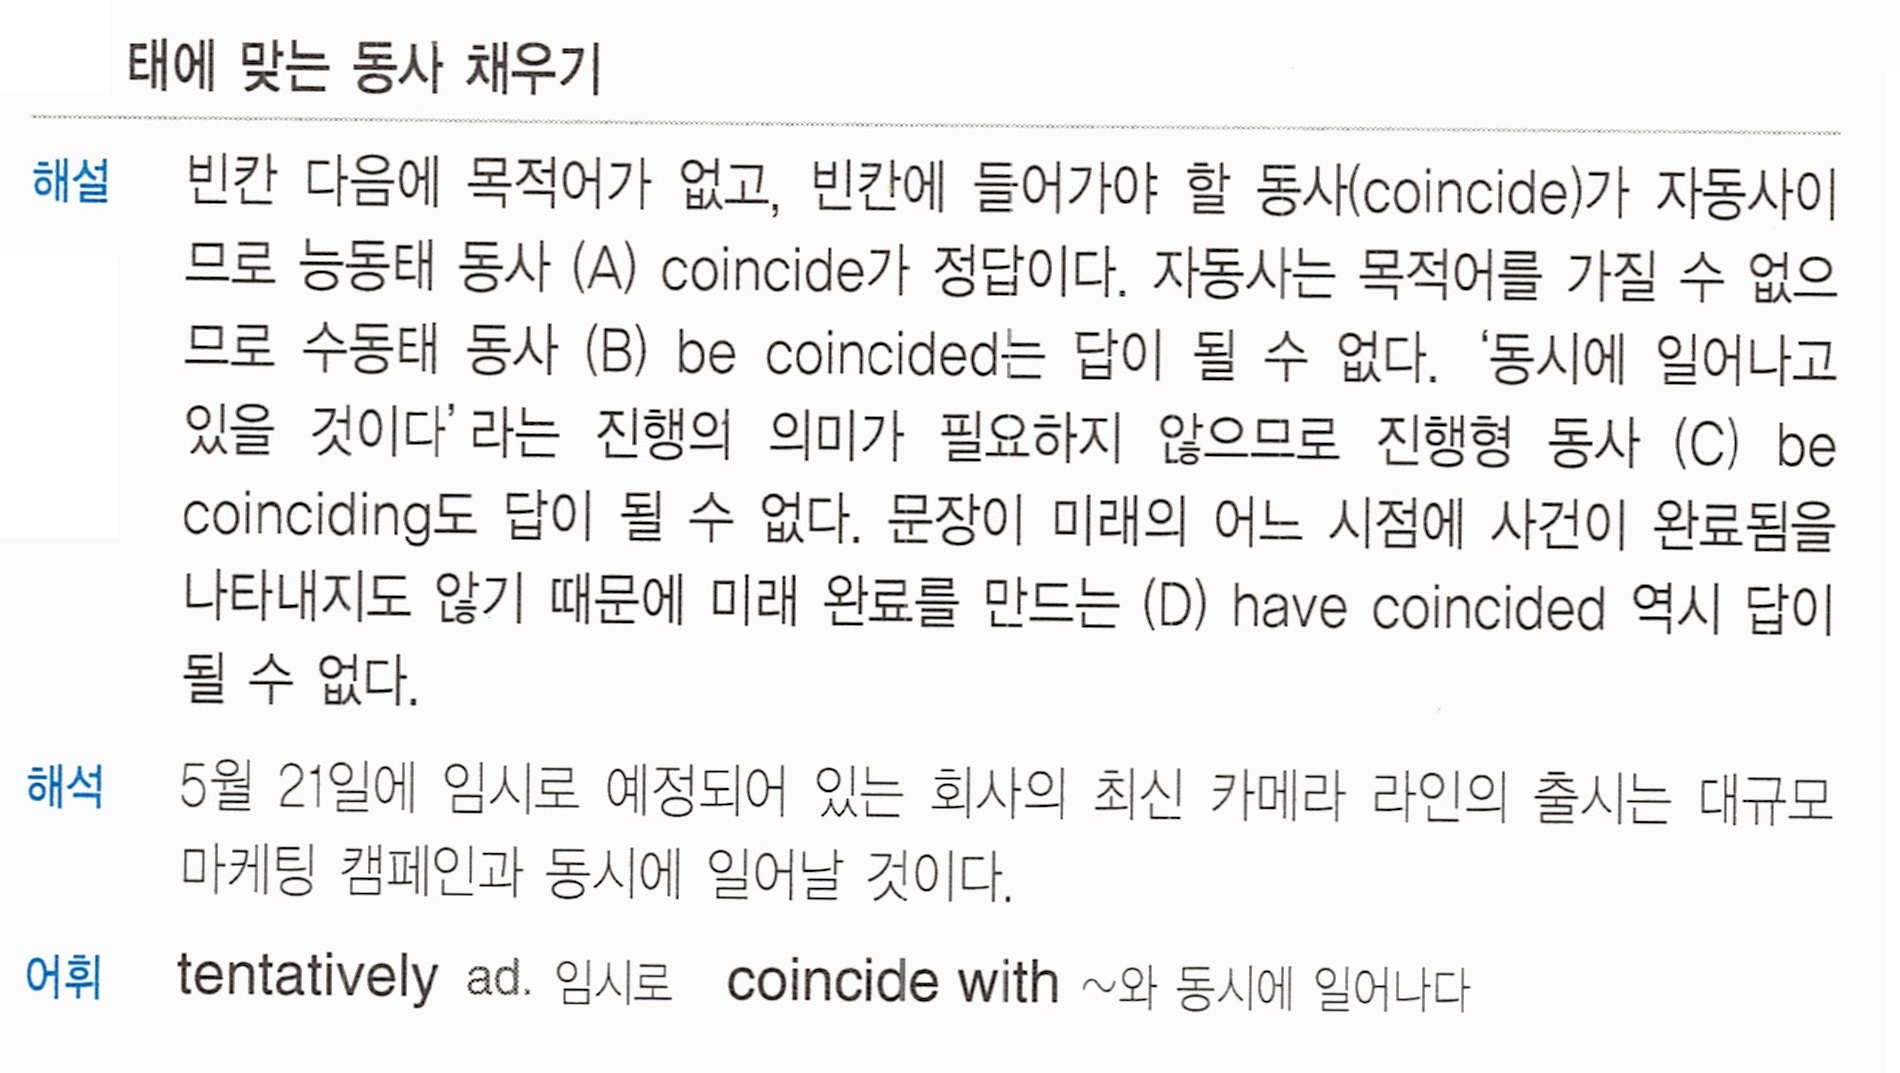 태에 맞는 동사 채우기
해설 빈칸 다음에 목적어가 없고, 빈칸에 들어가야 할 동사(coincide)가 자동사이
므로 능동태 동사 (A) coincide가 정답이다. 자동사는 목적어를 가질 수 없으
므로 수동태 동사 (B) be coincided는 답이 될 수 없다. ‘동시에 일어나고
있을 것이다’라는 진행의 의미가 필요하지 않으므로 진행형 동사 (C) be
coinciding도 답이 될 수 없다. 문장이 미래의 어느 시점에 사건이 완료됨을
나타내지도 않기 때문에 미래 완료를 만드는 (D) have coincided 역시 답이
될 수 없다.
해석 5월 21일에 임시로 예정되어 있는 회사의 최신 카메라 라인의 출시는 대규모
마케팅 캠페인과 동시에 일어날 것이다.
어휘 tentatively ad. 임시로 coincide with ~와 동시에 일어나다